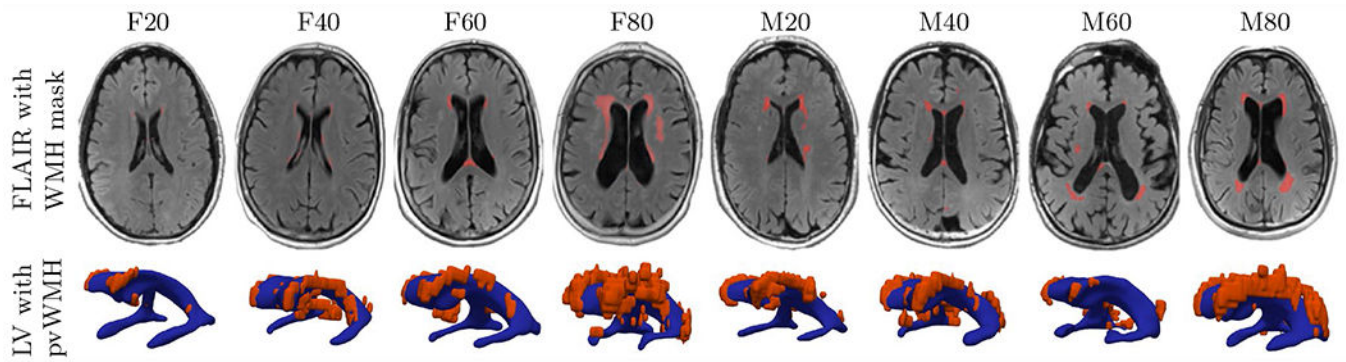 F20 F40 F60 F80 M20 M40 M60 M80
FLAIR with
WMH mask
LV with
pvWMH